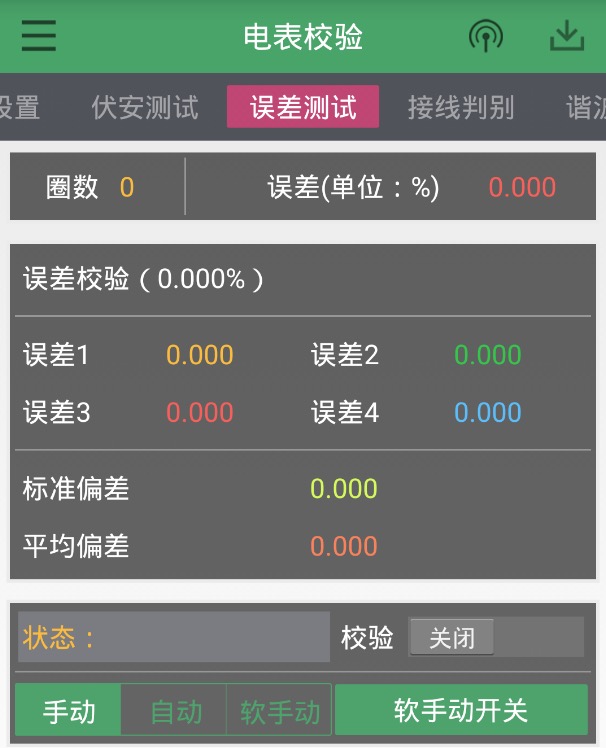 电表校验
设置 伏安测试 误差测试 接线判别 谐波
圈数 0 误差(单位：%) 0.000
误差校验（0.000%）
误差1 0.000 误差2 0.000
误差3 0.000 误差4 0.000
标准偏差 0.000
平均偏差 0.000
状态： 校验 关闭
手动 自动 软手动 软手动开关